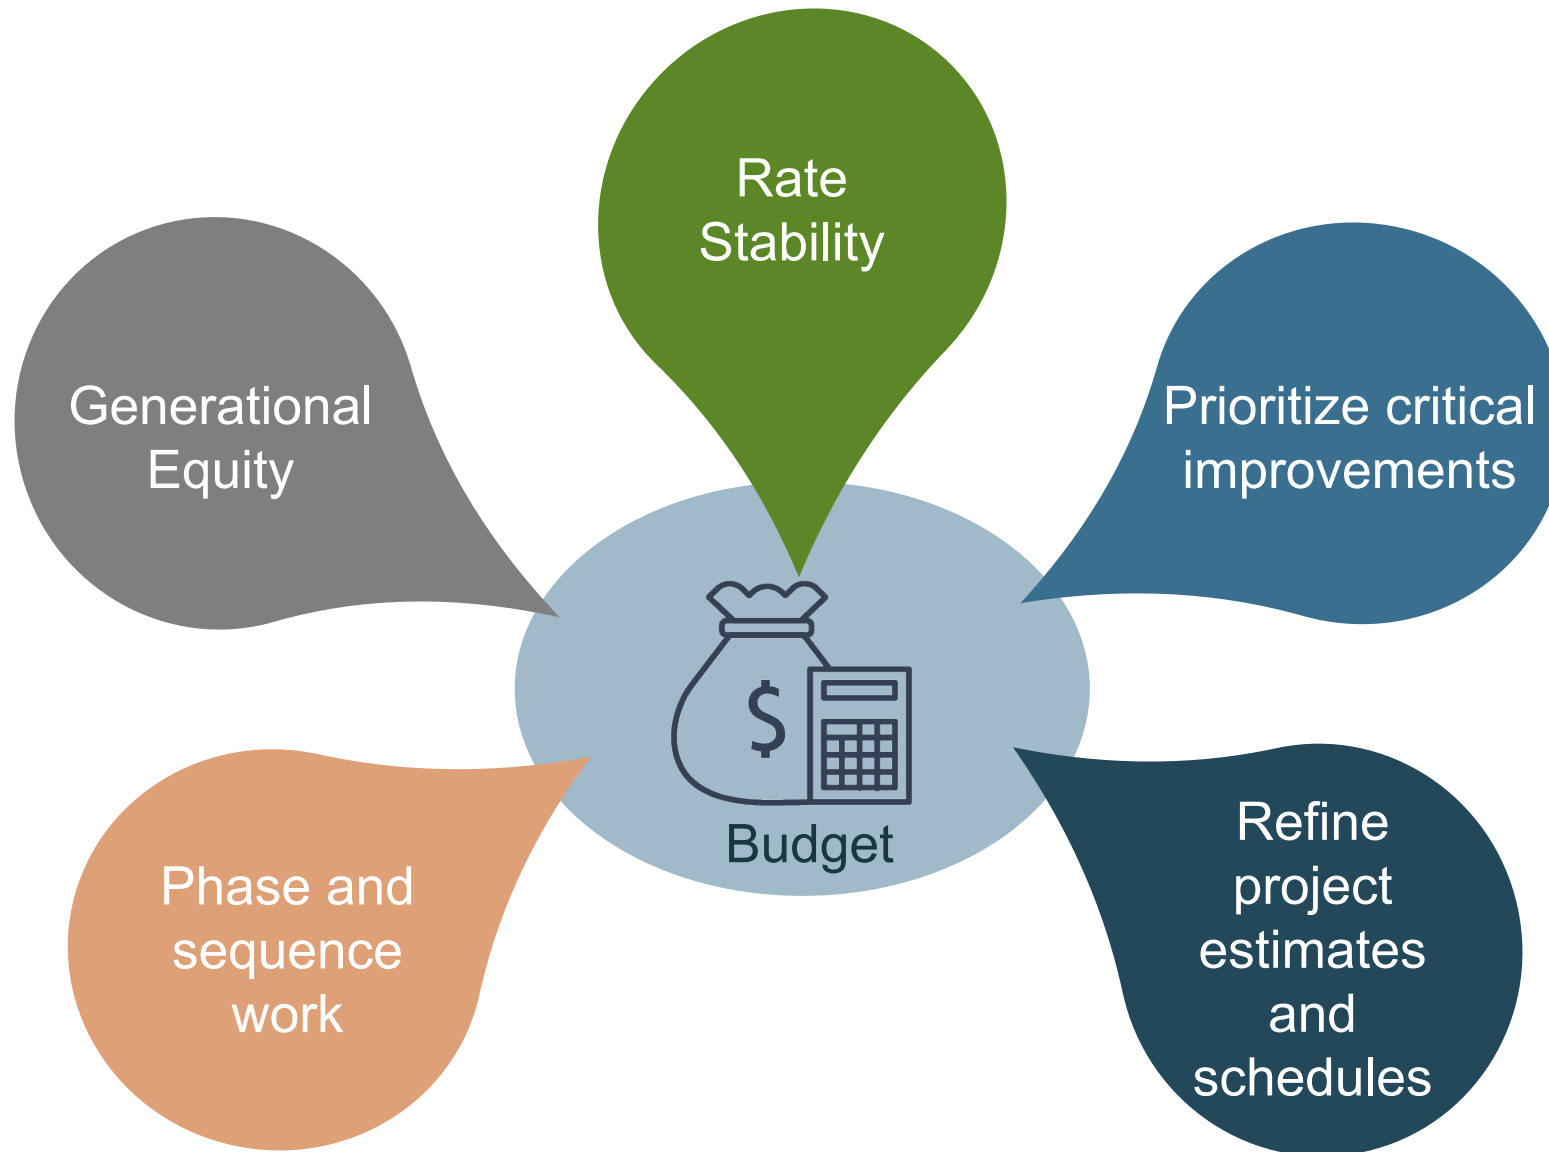 Rate
Stability
Generational
Equity
Prioritize critical
improvements
$
Budget
Phase and
sequence
work
Refine
project
estimates
and
schedules